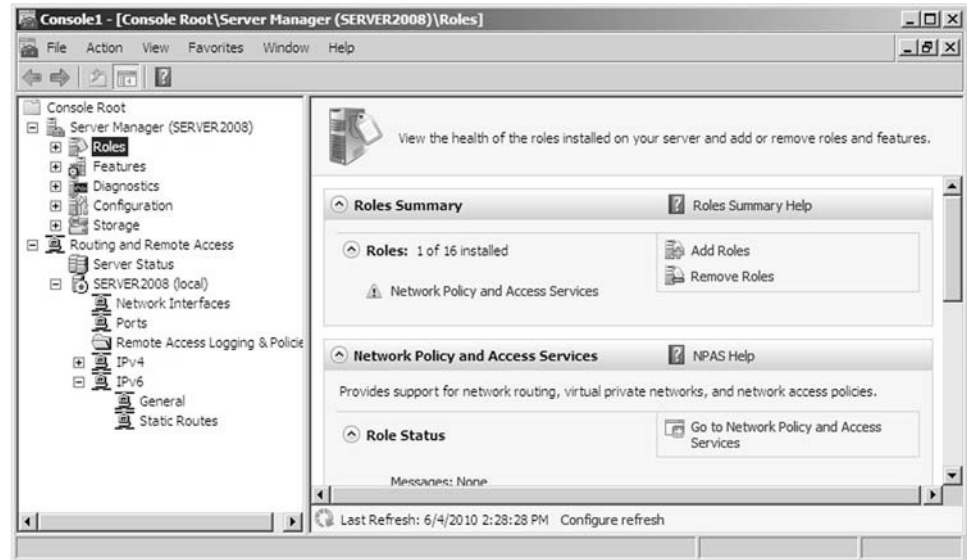 Console1 - [Console Root\Server Manager (SERVER2008)\Roles]
File Action View Favorites Window Help
Console Root
Server Manager (SERVER2008)
Roles
Features
Diagnostics
Configuration
Storage
Routing and Remote Access
Server Status
SERVER2008 (local)
Network Interfaces
Ports
Remote Access Logging & Policie
IPv4
IPv6
General
Static Routes
View the health of the roles installed on your server and add or remove roles and features.
Roles Summary
Roles Summary Help
Roles: 1 of 16 installed
Add Roles
Remove Roles
Network Policy and Access Services
Network Policy and Access Services
NPAS Help
Provides support for network routing, virtual private networks, and network access policies.
Role Status
Go to Network Policy and Access
Services
Messages: None
Last Refresh: 6/4/2010 2:28:28 PM Configure refresh